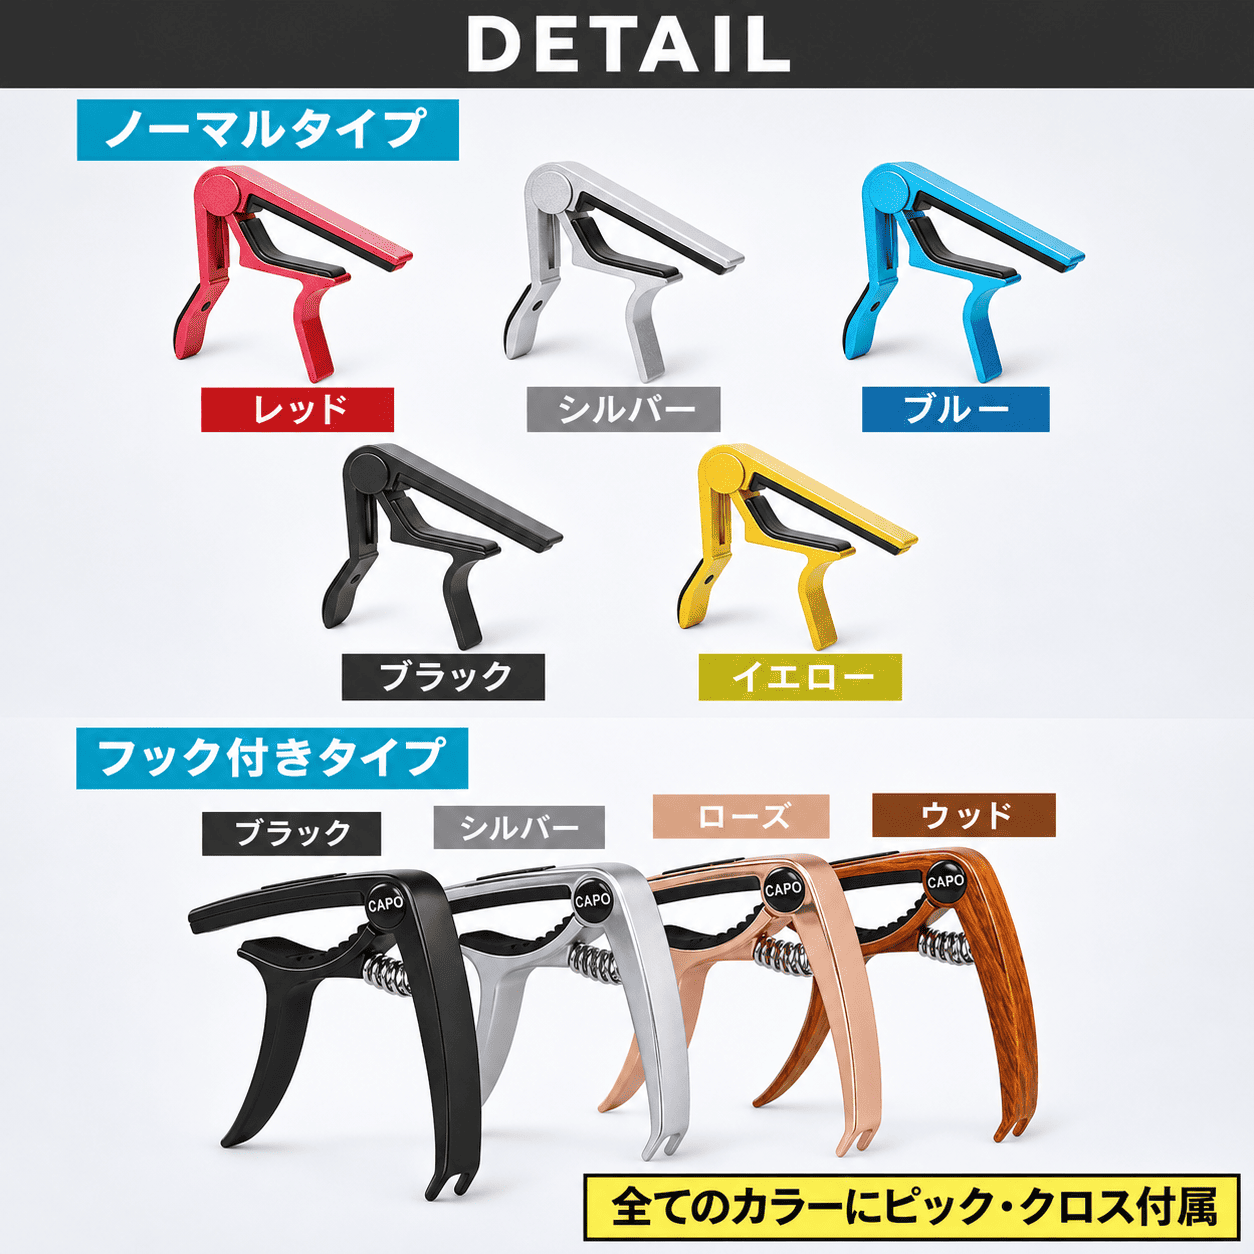 DETAIL
ノーマルタイプ
レッド
シルバー
ブルー
ブラック
イエロー
フック付きタイプ
ブラック
シルバー
ローズ
ウッド
CAPO
CAPO
CAPO
CAPO
全てのカラーにピック・クロス付属